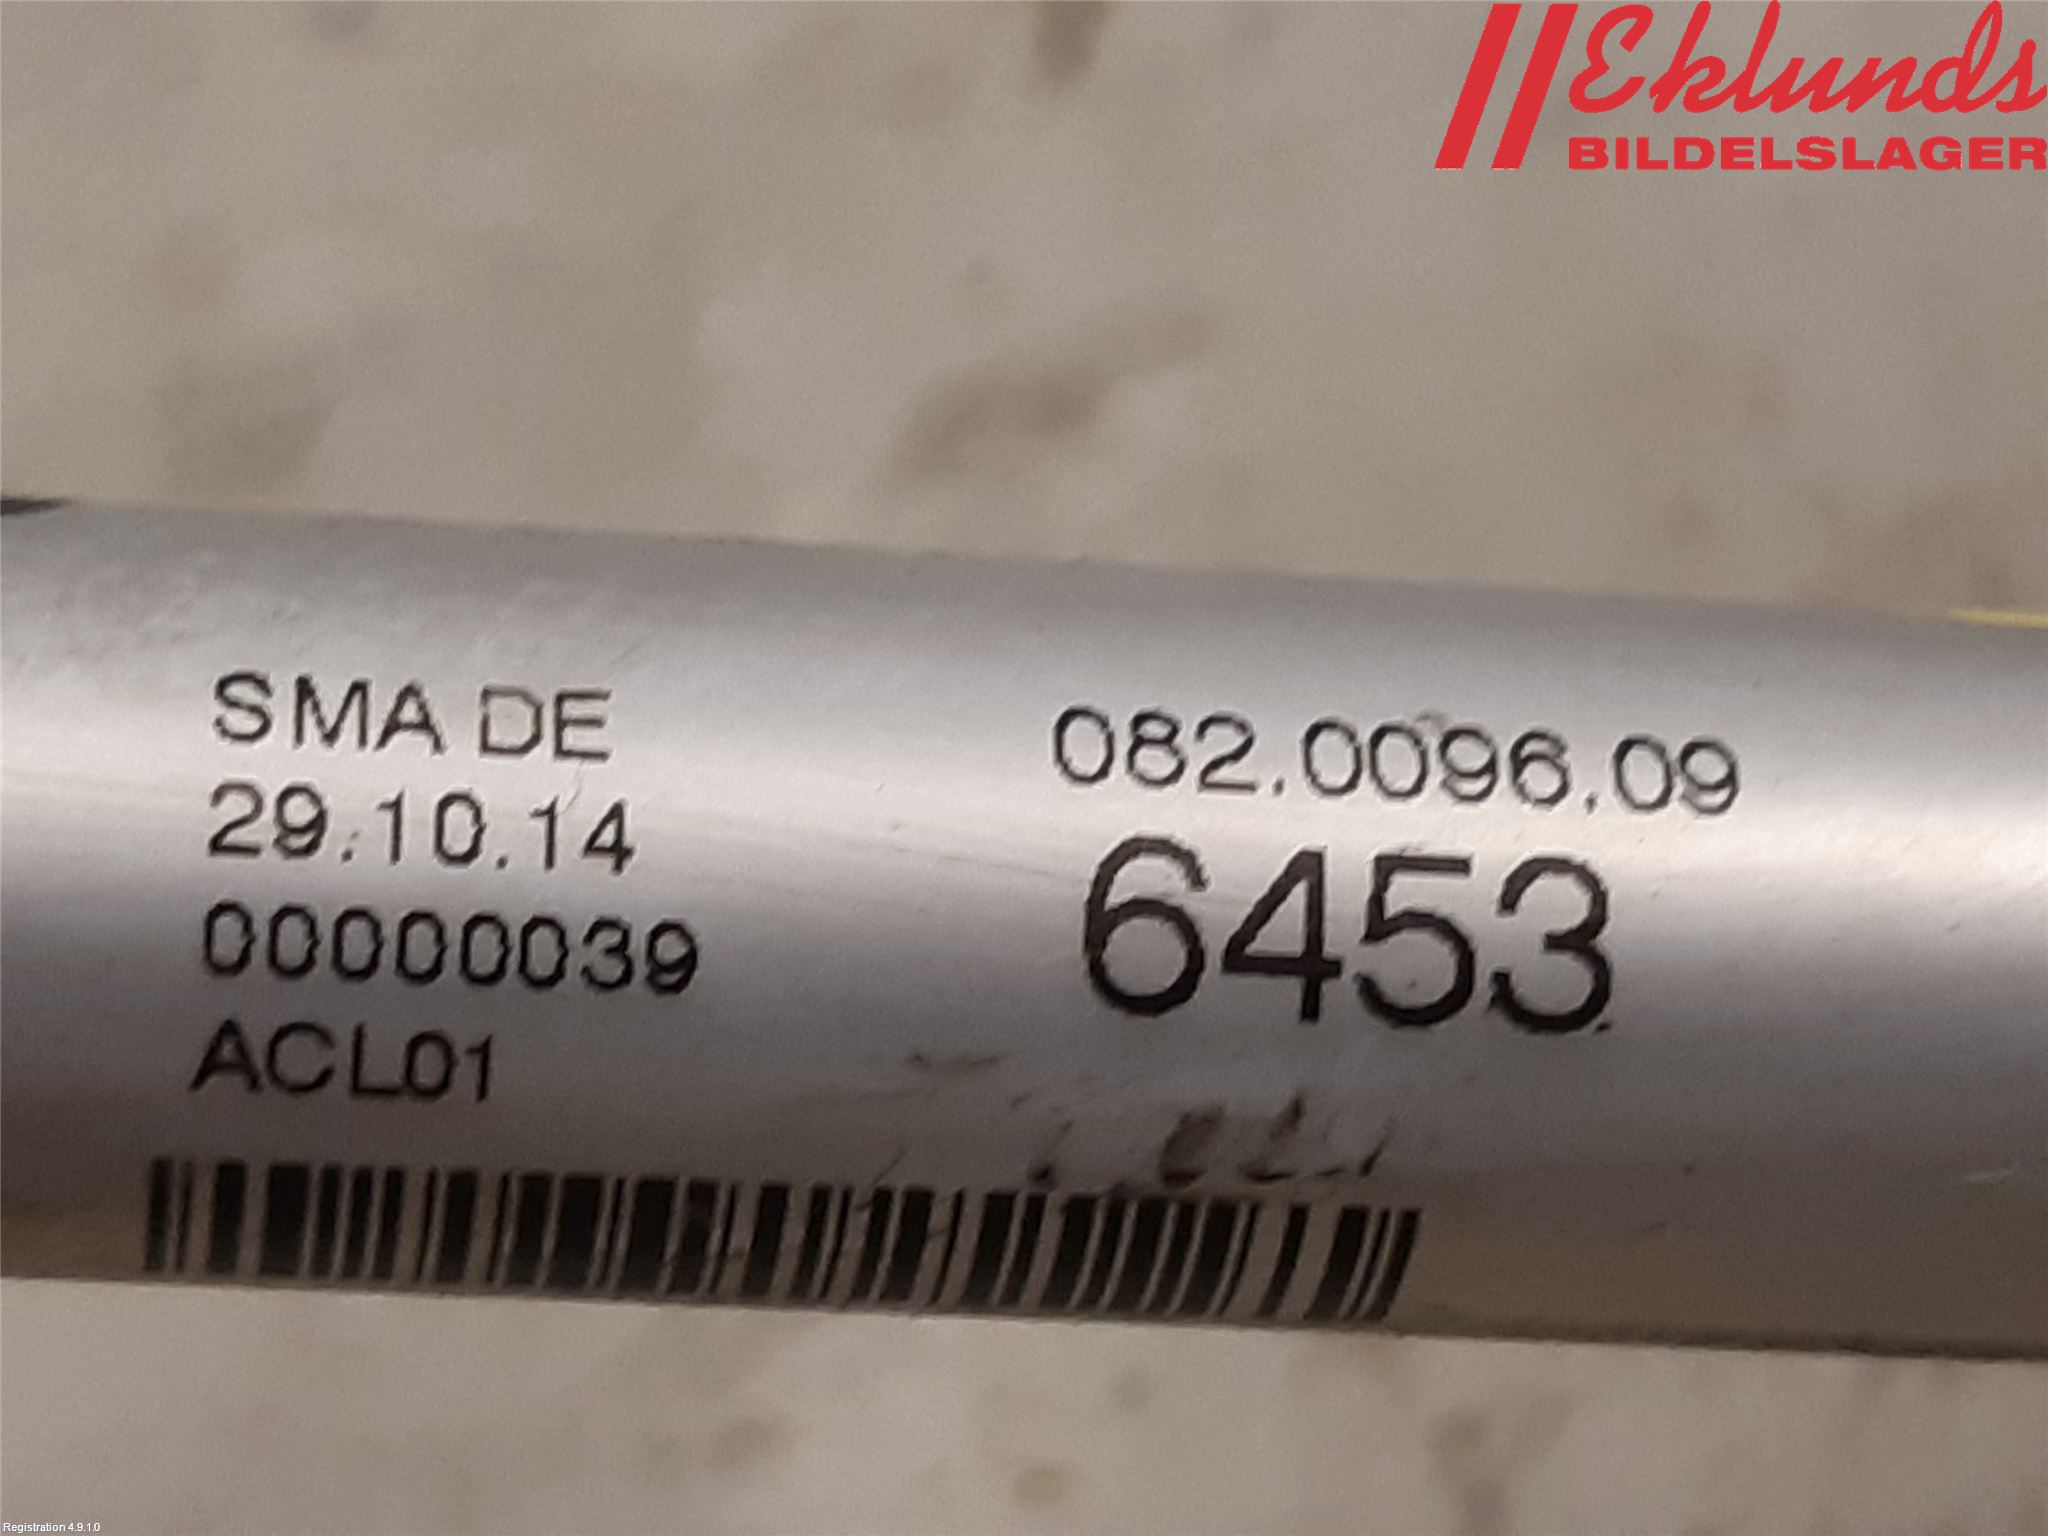 Eklunds
BILDELSLAGER
SMA DE
29.10.14
00000039
ACL01
082.0096.09
6453
Registration 4.9.1.0